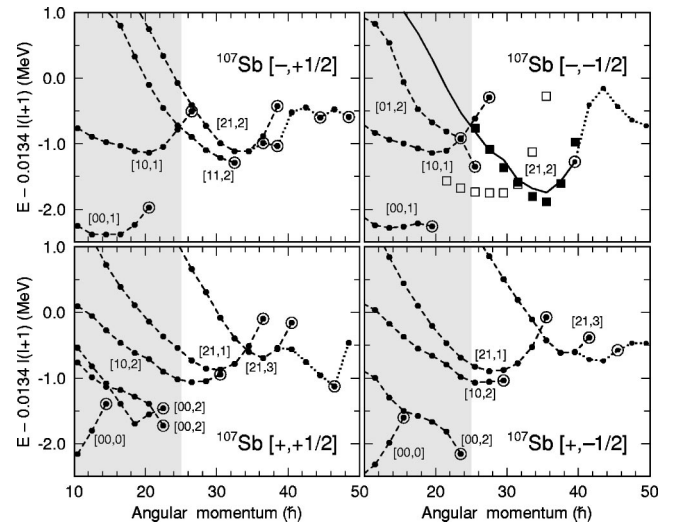 1.0
0.0
-1.0
-2.0
E − 0.0134 I(I+1) (MeV)
107Sb [−,+1/2]
[21,2]
[10,1]
[11,2]
[00,1]
107Sb [−,−1/2]
[01,2]
[10,1]
[21,2]
[00,1]
1.0
0.0
-1.0
-2.0
E − 0.0134 I(I+1) (MeV)
[21,1]
[10,2]
[21,3]
[00,2]
[00,2]
[00,0]
107Sb [+,+1/2]
[21,3]
[21,1]
[10,2]
[00,2]
[00,0]
107Sb [+,−1/2]
10 20 30 40 50
20 30 40 50
Angular momentum (ħ)
Angular momentum (ħ)